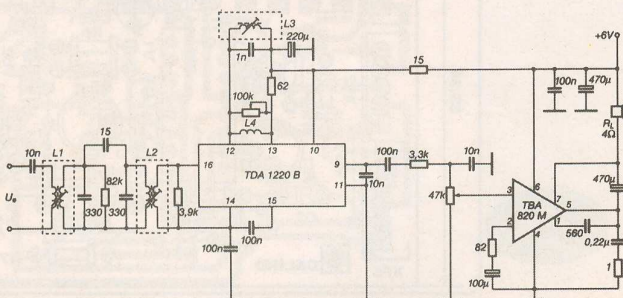 L3
+6V
1n
220µ
15
62
100n
470µ
100k
RL
4Ω
L4
15
12
13
10
10n
L1
L2
16
TDA 1220 B
9
100n
3,3k
10n
470µ
82k
11
10n
3
6
7
Ue
330
330
3,9k
14
15
47k
TBA
820 M
5
2
1
4
560
0,22µ
100n
100n
82
100µ
1